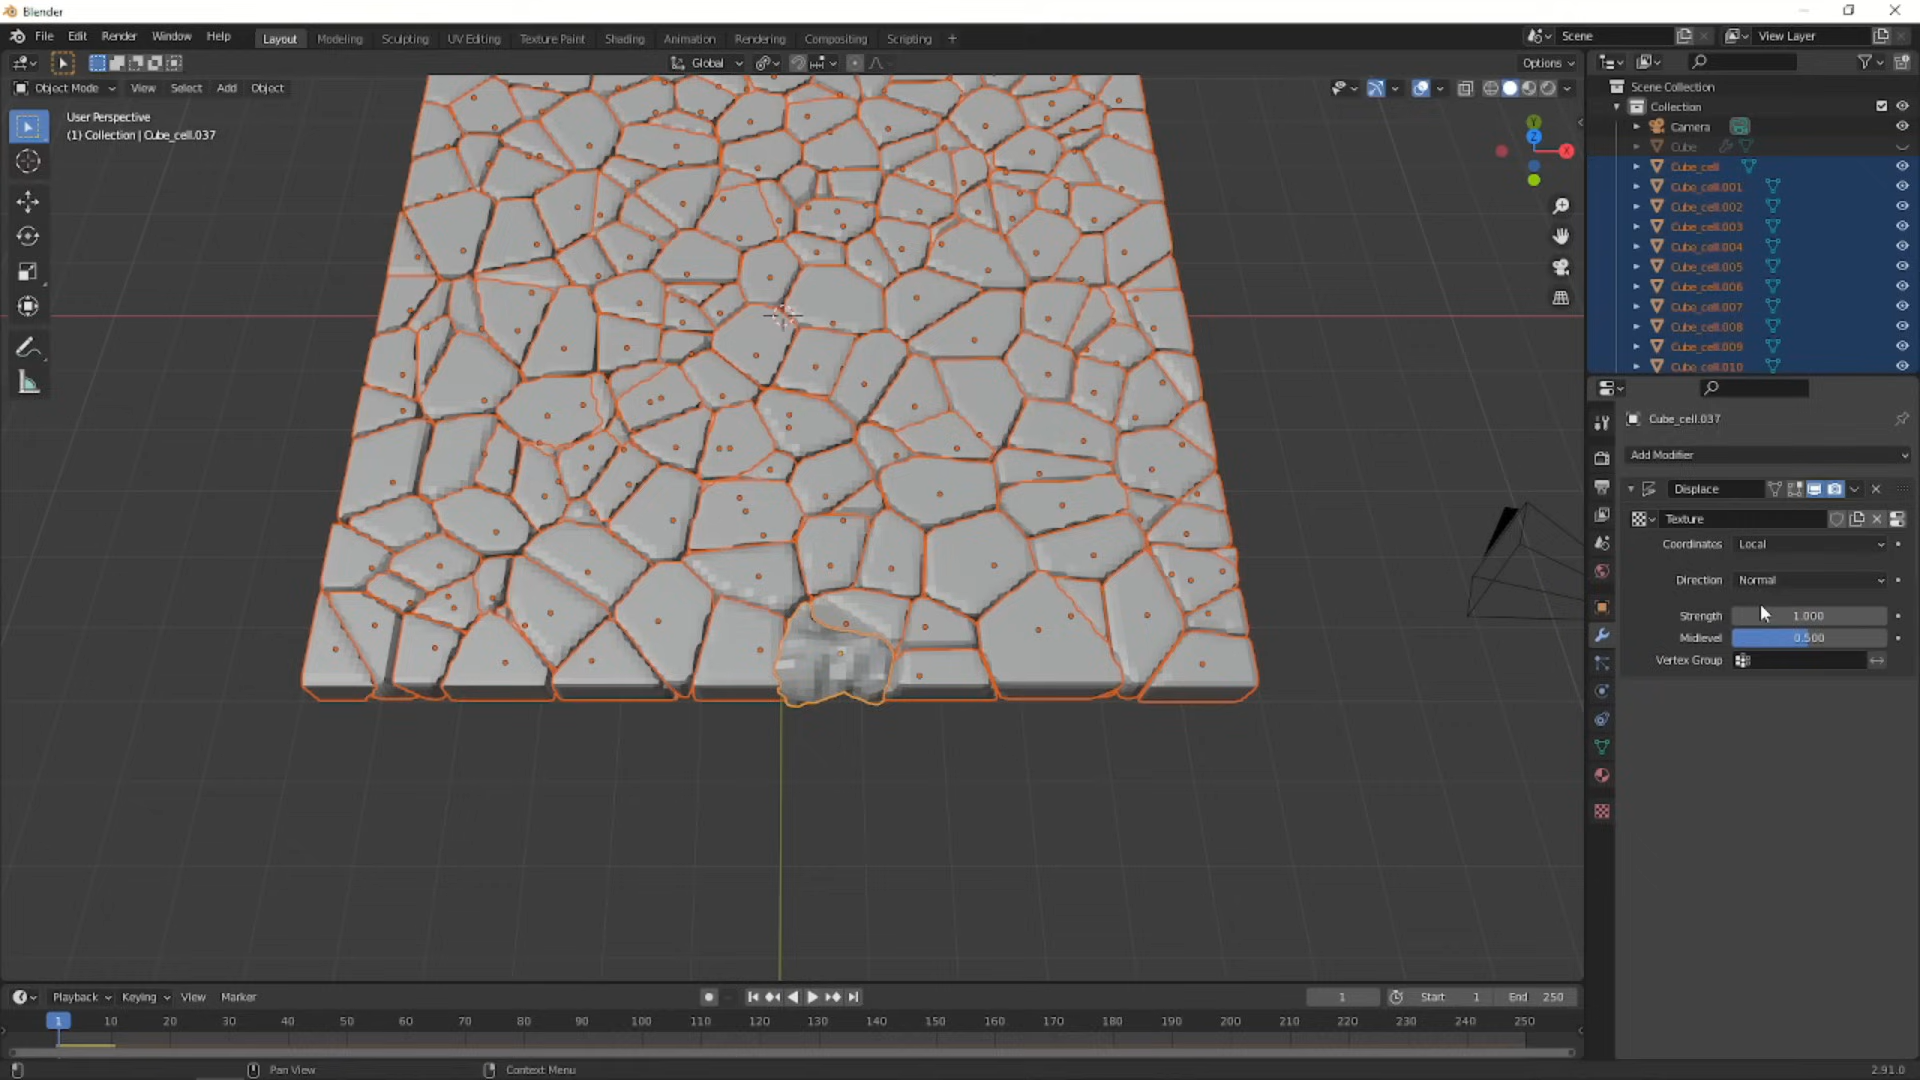 Blender
File Edit Render Window Help Layout Modeling Sculpting UV Editing Texture Paint Shading Animation Rendering Compositing Scripting + Scene View Layer
Global Options
Object Mode View Select Add Object
User Perspective
(1) Collection | Cube_cell.037
Y
Z
X
Scene Collection
Collection
Camera
Cube
Cube_cell
Cube_cell.001
Cube_cell.002
Cube_cell.003
Cube_cell.004
Cube_cell.005
Cube_cell.006
Cube_cell.007
Cube_cell.008
Cube_cell.009
Cube_cell.010
Cube_cell.037
Add Modifier
Displace
Texture
Coordinates Local
Direction Normal
Strength 1.000
Midlevel 0.500
Vertex Group
Playback Keying View Marker 1 Start 1 End 250
1 10 20 30 40 50 60 70 80 90 100 110 120 130 140 150 160 170 180 190 200 210 220 230 240 250
Pan View Context Menu 2.91.0